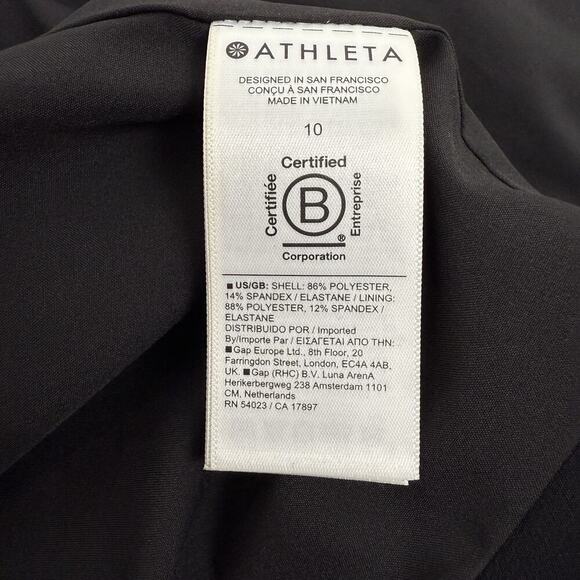 ATHLETA
DESIGNED IN SAN FRANCISCO
CONÇU À SAN FRANCISCO
MADE IN VIETNAM
10
Certified
Certifiée
B
Entreprise
®
Corporation
■ US/GB: SHELL: 86% POLYESTER,
14% SPANDEX / ELASTANE / LINING:
88% POLYESTER, 12% SPANDEX /
ELASTANE
DISTRIBUIDO POR / Imported
By/Importe Par / ΕΙΣΑΓΕΤΑΙ ΑΠΟ ΤΗΝ:
■ Gap Europe Ltd., 8th Floor, 20
Farringdon Street, London, EC4A 4AB,
UK. ■ Gap (RHC) B.V. Luna ArenA
Herikerbergweg 238 Amsterdam 1101
CM, Netherlands
RN 54023 / CA 17897